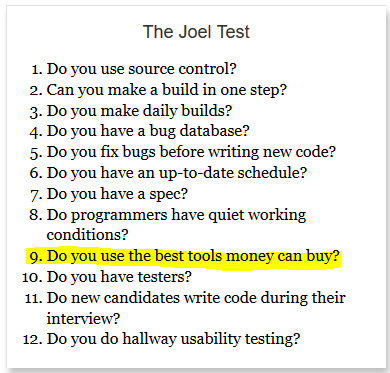 The Joel Test
1. Do you use source control?
2. Can you make a build in one step?
3. Do you make daily builds?
4. Do you have a bug database?
5. Do you fix bugs before writing new code?
6. Do you have an up-to-date schedule?
7. Do you have a spec?
8. Do programmers have quiet working
conditions?
9. Do you use the best tools money can buy?
10. Do you have testers?
11. Do new candidates write code during their
interview?
12. Do you do hallway usability testing?